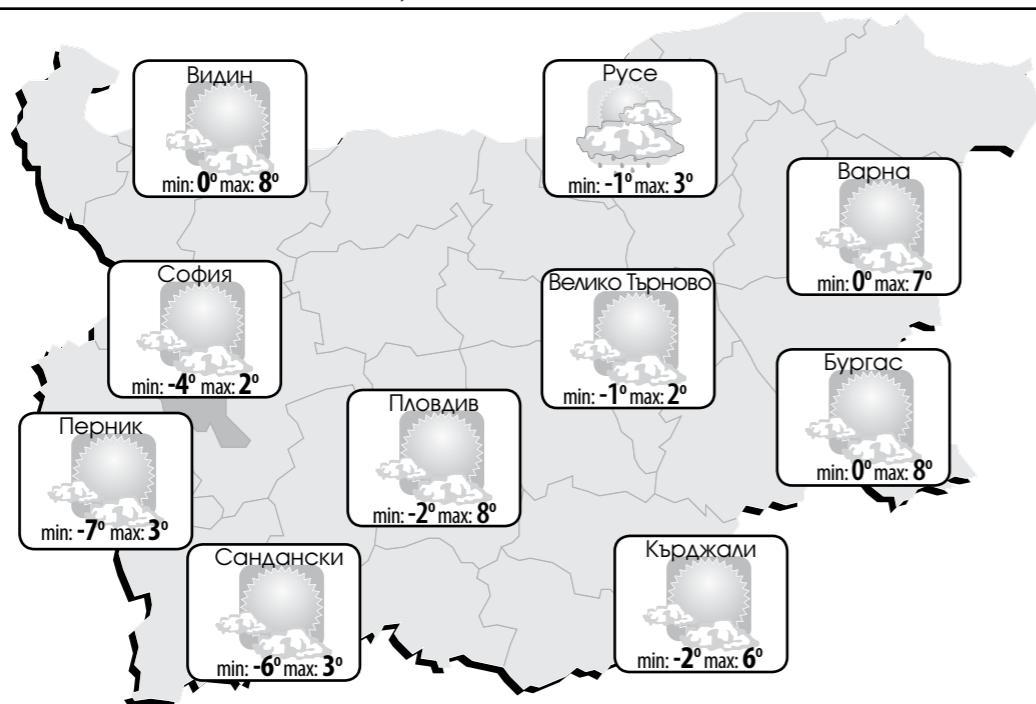 Видин
min: 0° max: 8°
Русе
min: -1° max: 3°
Варна
min: 0° max: 7°
София
min: -4° max: 2°
Велико Търново
min: -1° max: 2°
Бургас
min: 0° max: 8°
Пловдив
min: -2° max: 8°
Перник
min: -7° max: 3°
Сандански
min: -6° max: 3°
Кърджали
min: -2° max: 6°